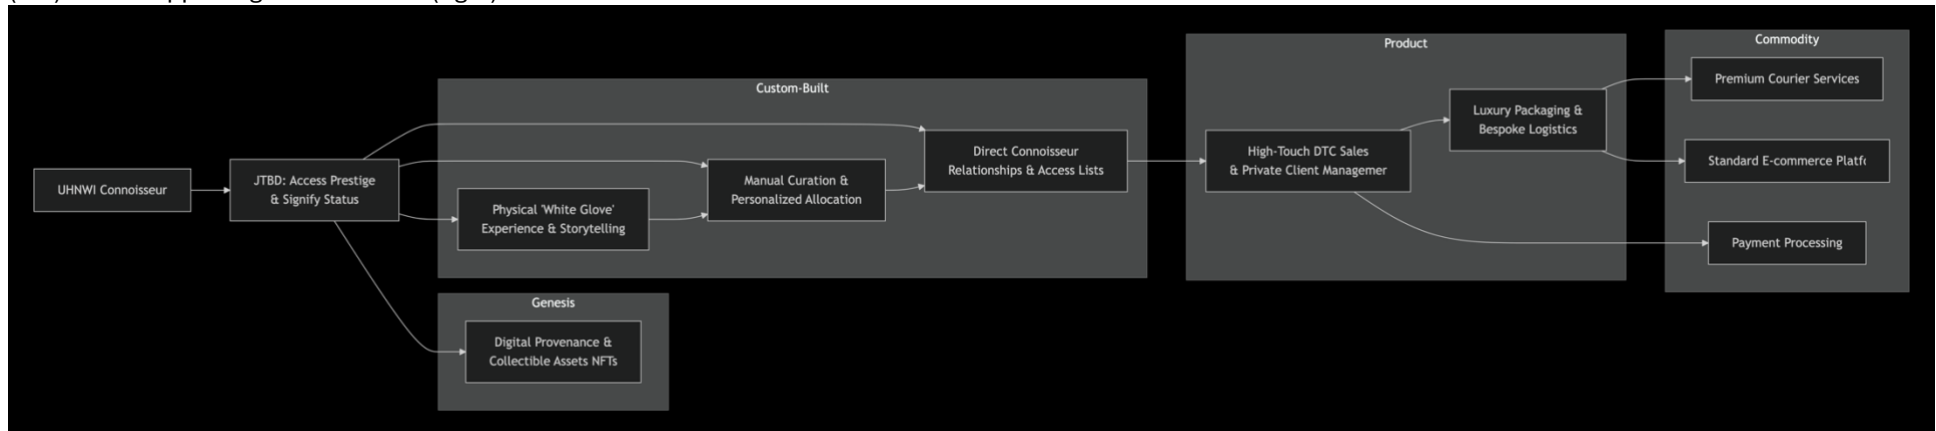 UHNWI Connoisseur
JTBD: Access Prestige
& Signify Status
Custom-Built
Physical 'White Glove'
Experience & Storytelling
Manual Curation &
Personalized Allocation
Direct Connoisseur
Relationships & Access Lists
Genesis
Digital Provenance &
Collectible Assets NFTs
Product
High-Touch DTC Sales
& Private Client Managemer
Luxury Packaging &
Bespoke Logistics
Commodity
Premium Courier Services
Standard E-commerce Platfo
Payment Processing